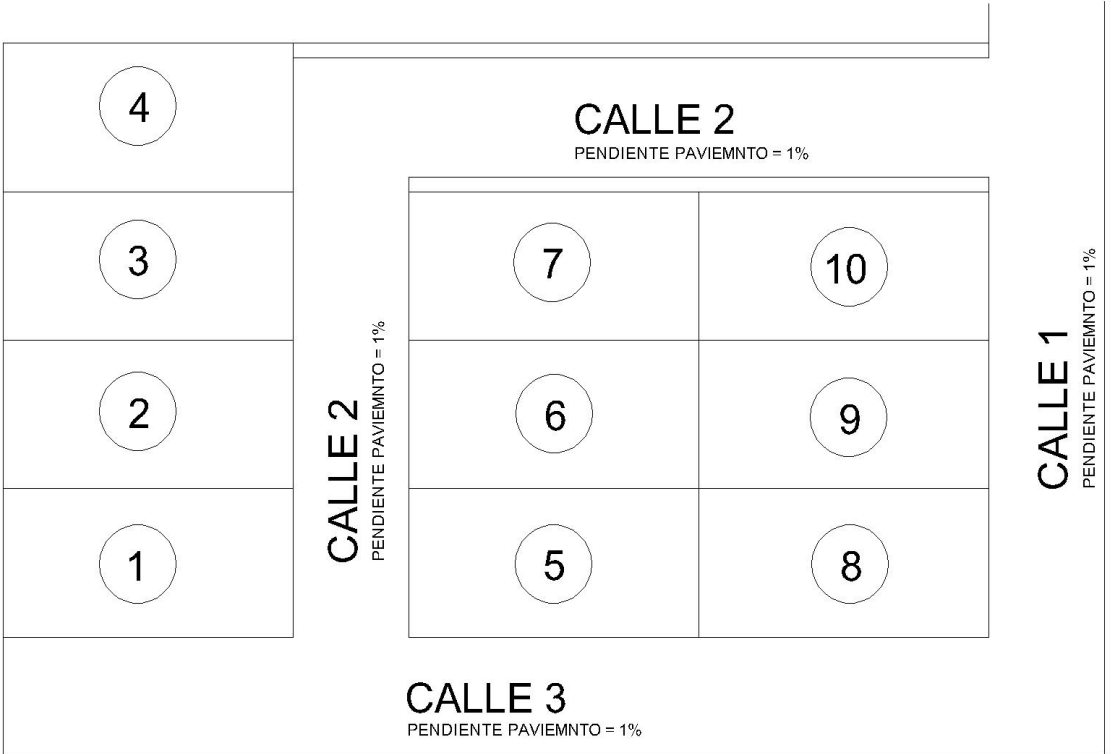 4
CALLE 2
PENDIENTE PAVIEMNTO = 1%
3
7
10
CALLE 1
PENDIENTE PAVIEMNTO = 1%
2
CALLE 2
PENDIENTE PAVIEMNTO = 1%
6
9
1
5
8
CALLE 3
PENDIENTE PAVIEMNTO = 1%